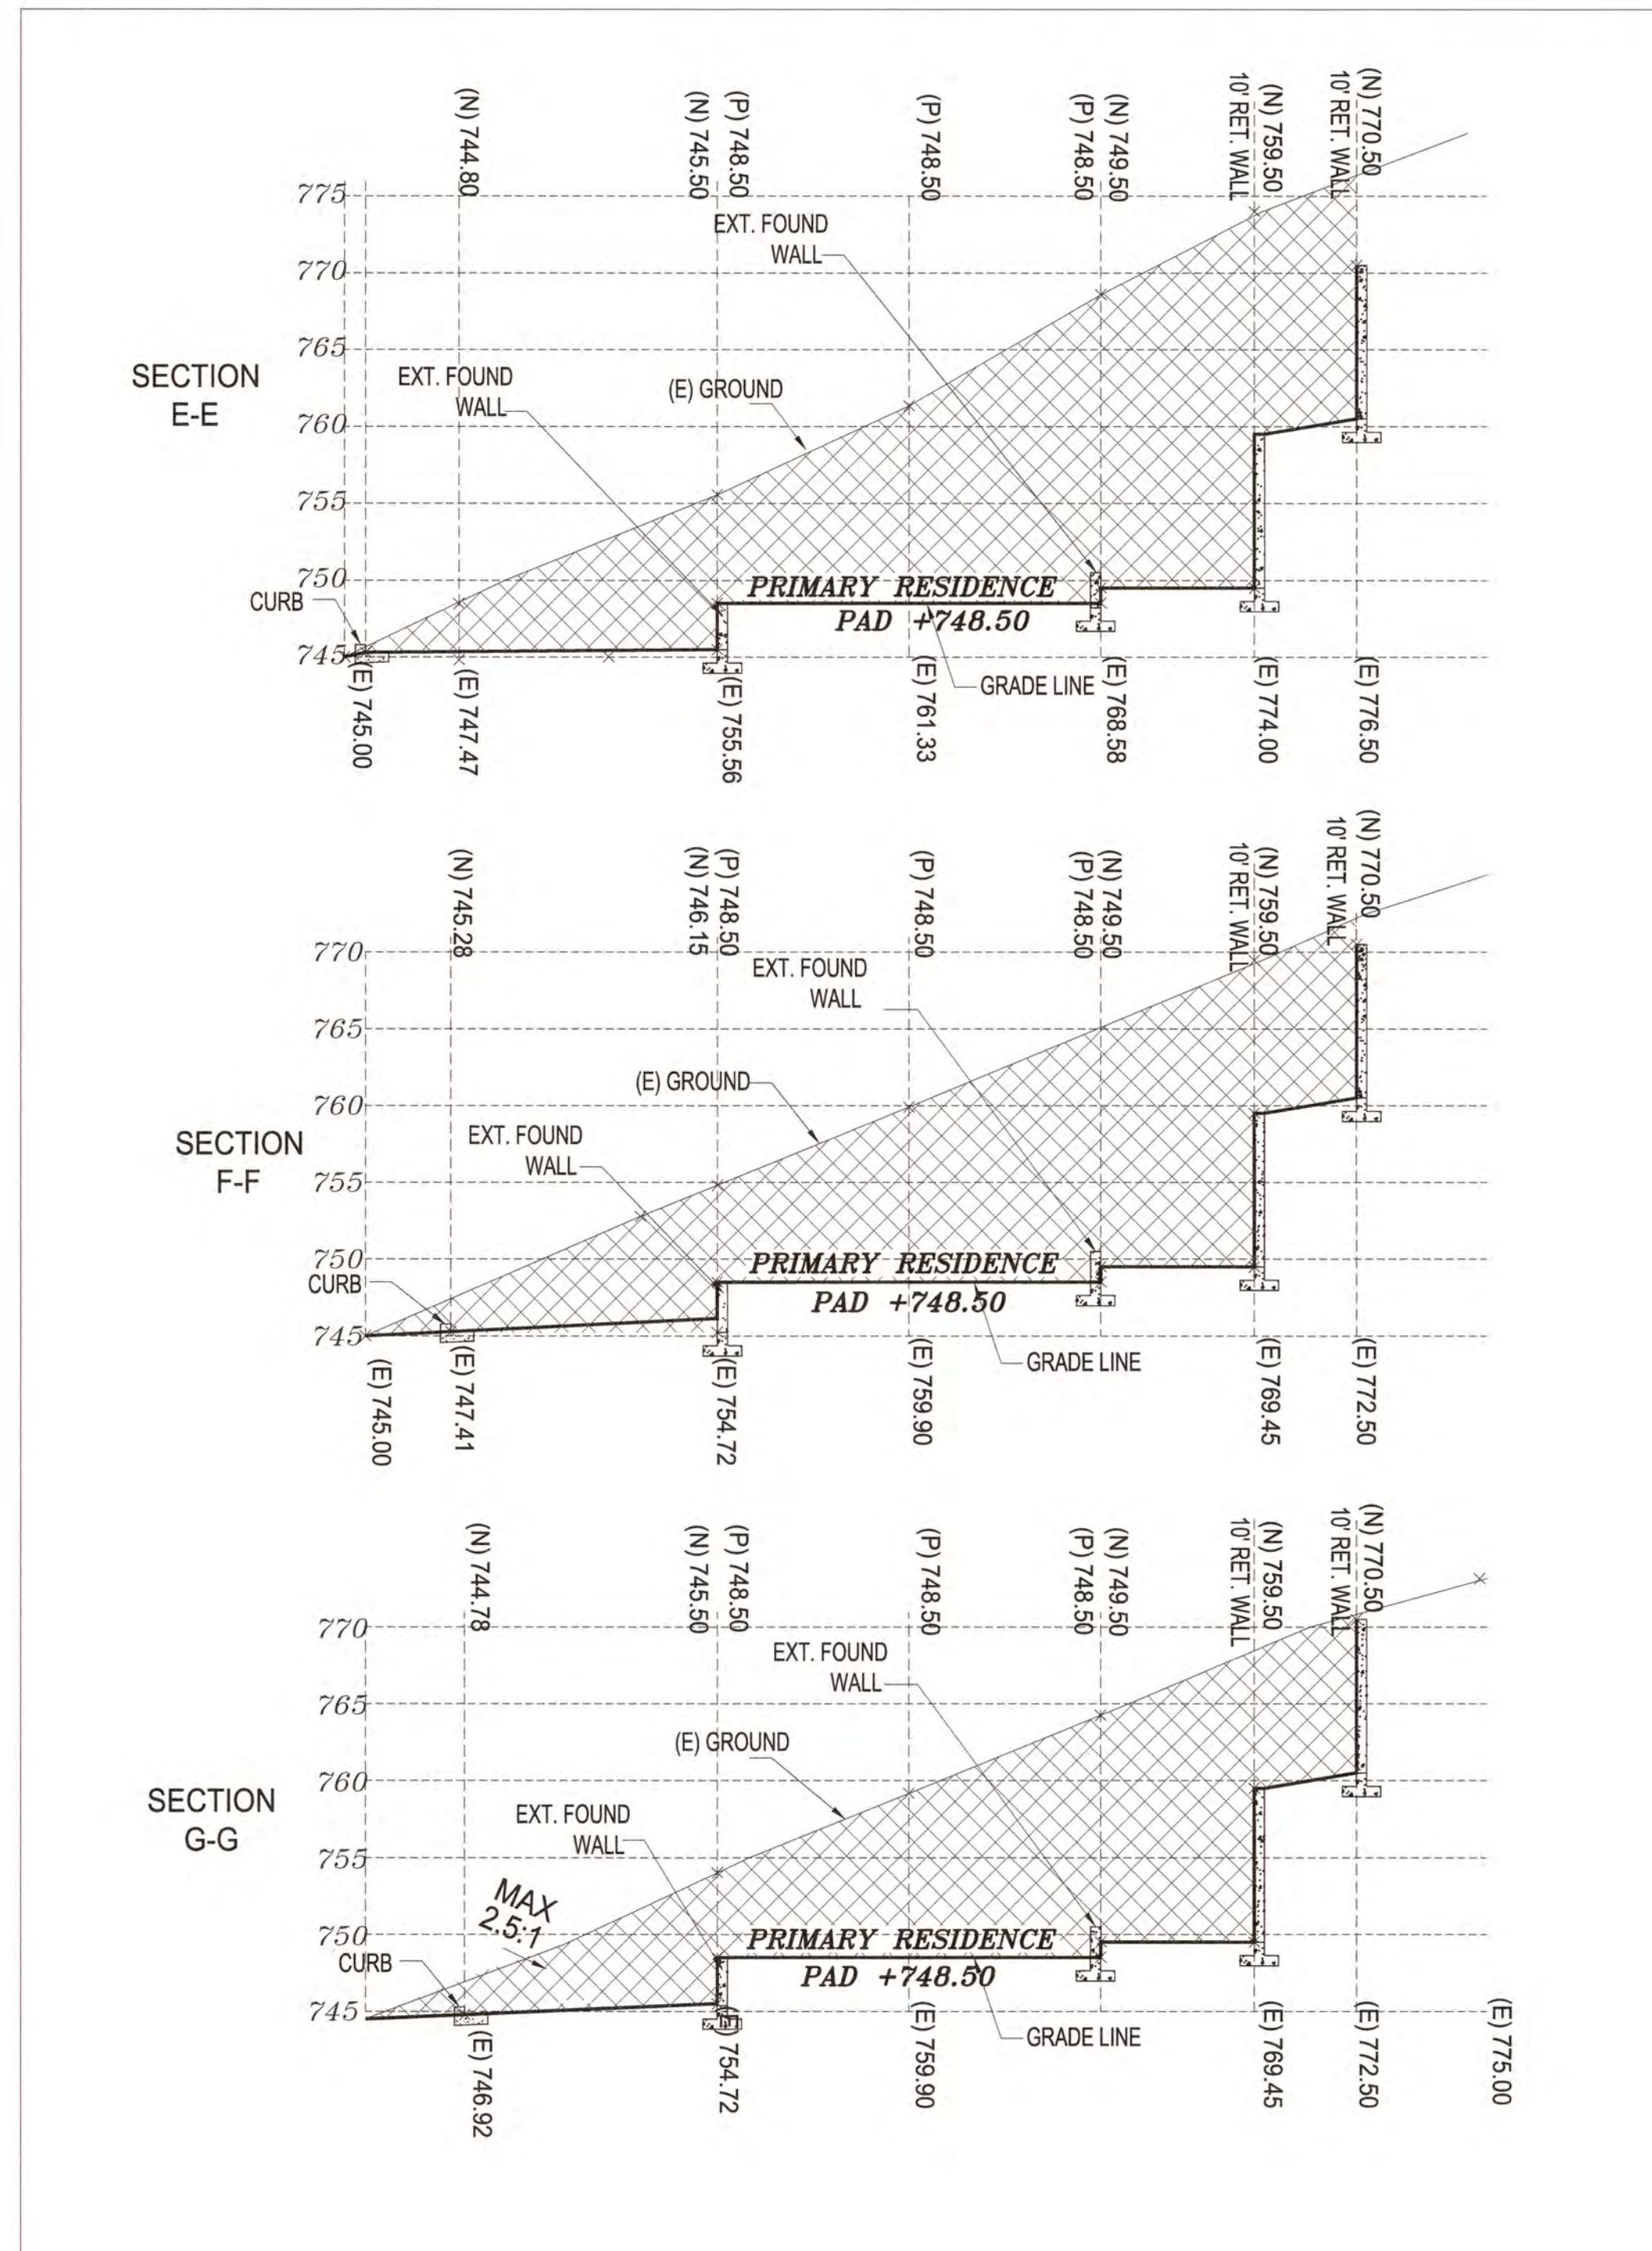 (N) 744.80
(N) 745.50
(P) 748.50
(P) 748.50
(P) 748.50
(N) 749.50
10' RET. WALL
(N) 759.50
10' RET. WALL
(N) 770.50
775
770
765
760
755
750
745
SECTION
E-E
EXT. FOUND
WALL
EXT. FOUND
WALL
(E) GROUND
CURB
PRIMARY RESIDENCE
PAD +748.50
GRADE LINE
(E) 745.00
(E) 747.47
(E) 755.56
(E) 761.33
(E) 768.58
(E) 774.00
(E) 776.50
(N) 745.28
(N) 746.15
(P) 748.50
(P) 748.50
(P) 748.50
(N) 749.50
10' RET. WALL
(N) 759.50
10' RET. WALL
(N) 770.50
770
765
760
755
750
745
SECTION
F-F
EXT. FOUND
WALL
(E) GROUND
EXT. FOUND
WALL
CURB
PRIMARY RESIDENCE
PAD +748.50
GRADE LINE
(E) 745.00
(E) 747.41
(E) 754.72
(E) 759.90
(E) 769.45
(E) 772.50
(N) 744.78
(N) 745.50
(P) 748.50
(P) 748.50
(P) 748.50
(N) 749.50
10' RET. WALL
(N) 759.50
10' RET. WALL
(N) 770.50
770
765
760
755
750
745
SECTION
G-G
EXT. FOUND
WALL
(E) GROUND
EXT. FOUND
WALL
MAX
2.5:1
CURB
PRIMARY RESIDENCE
PAD +748.50
GRADE LINE
(E) 746.92
(E) 754.72
(E) 759.90
(E) 769.45
(E) 772.50
(E) 775.00